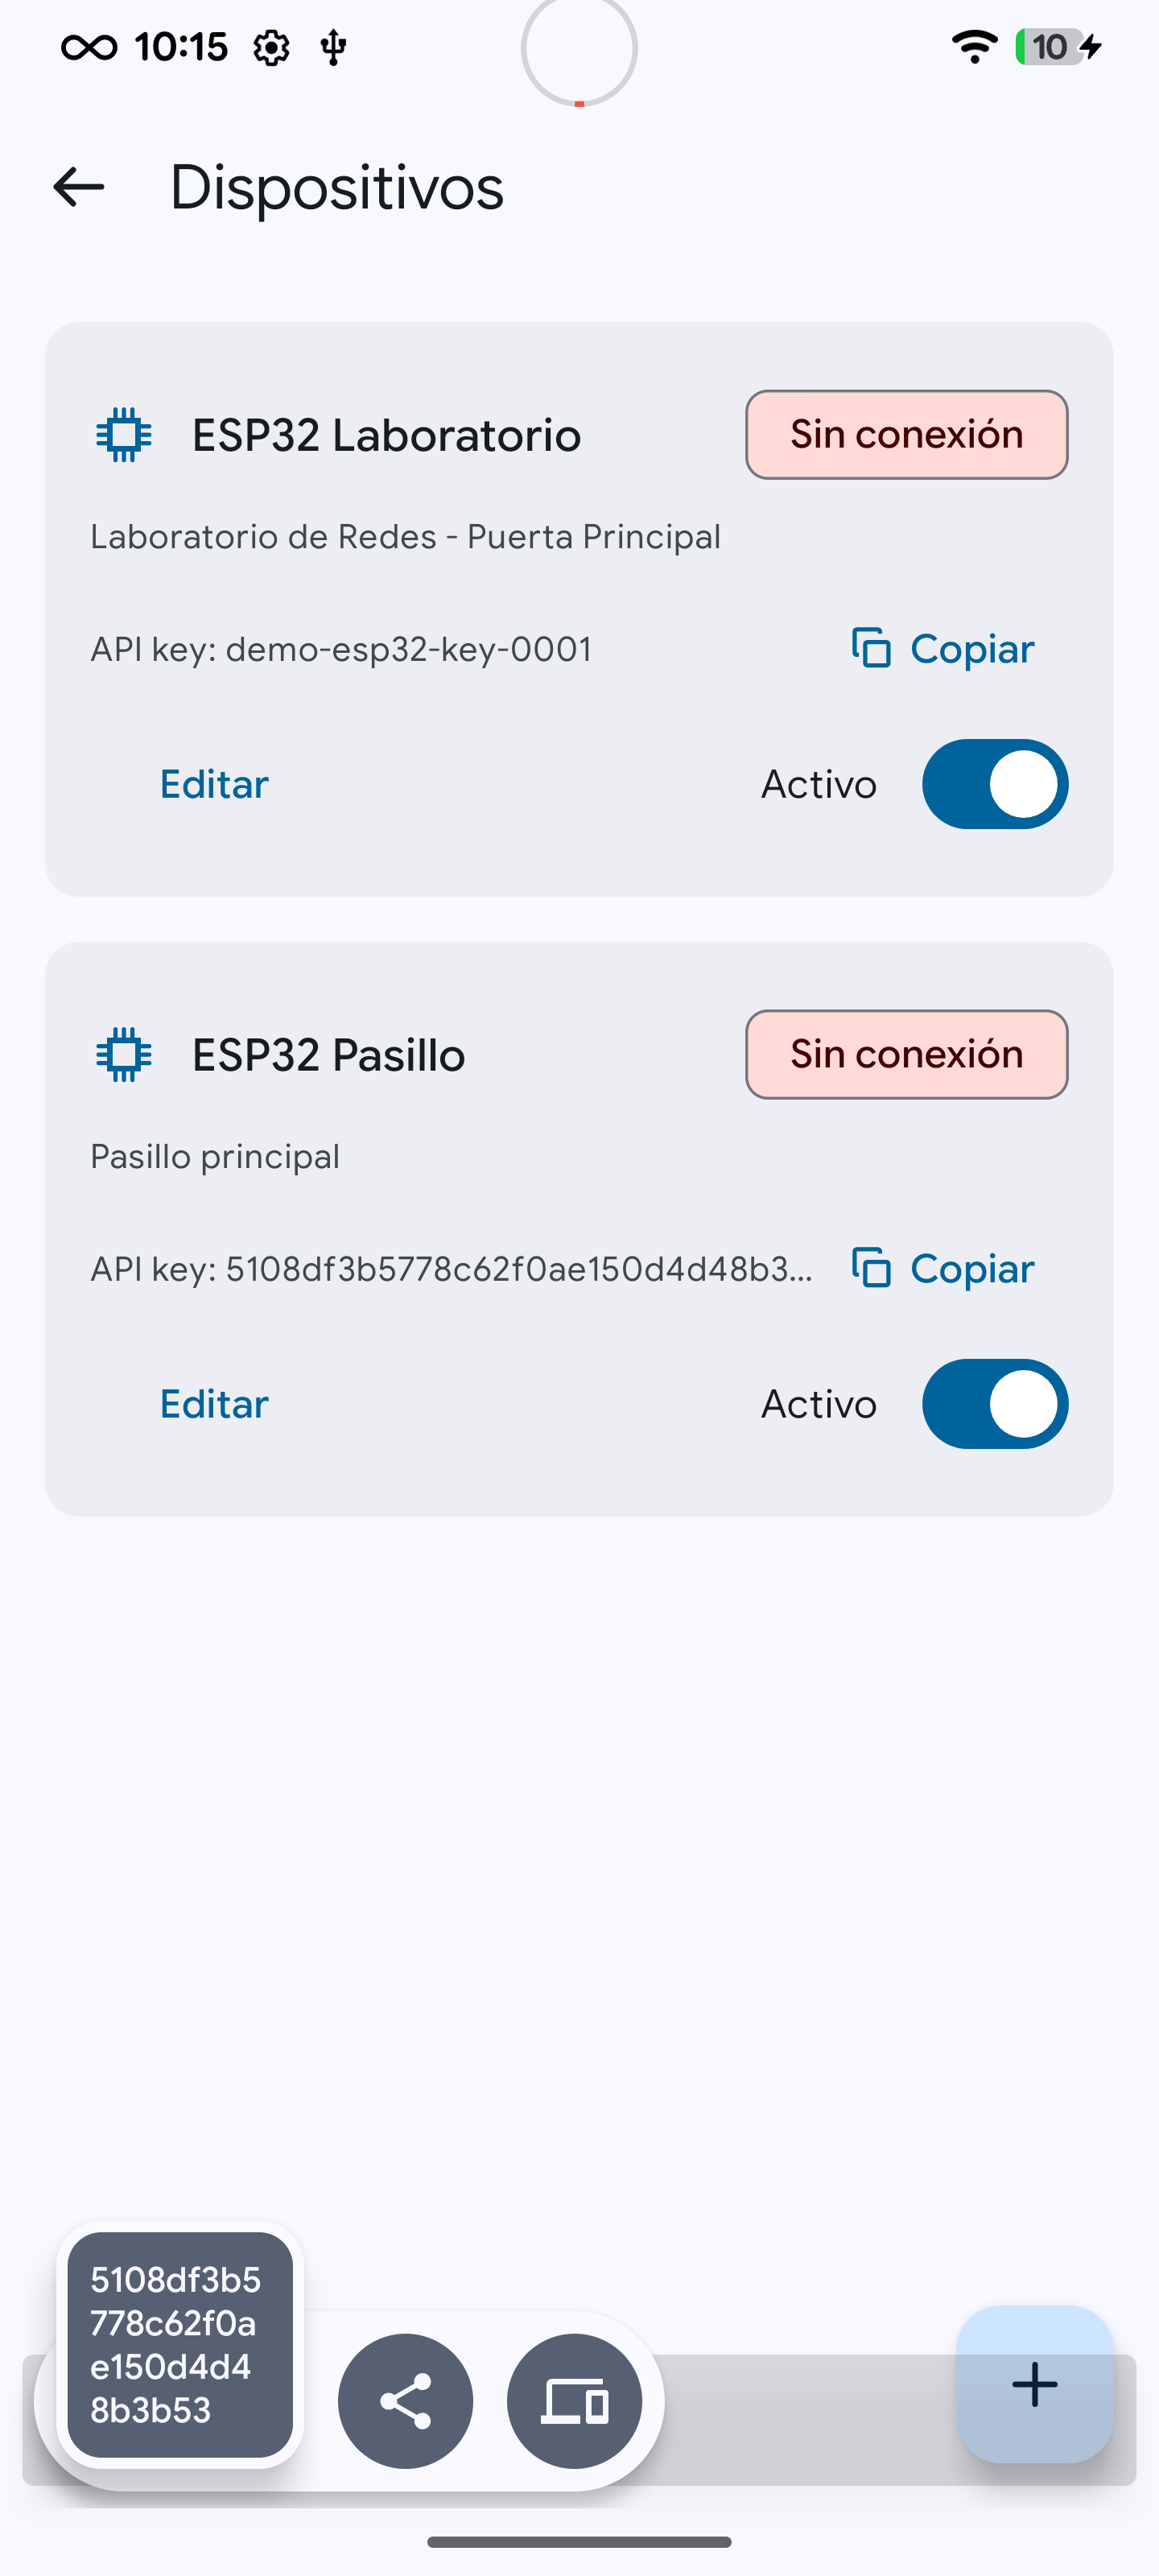 10:15
10
Dispositivos
ESP32 Laboratorio
Sin conexión
Laboratorio de Redes - Puerta Principal
API key: demo-esp32-key-0001
Copiar
Editar
Activo
ESP32 Pasillo
Sin conexión
Pasillo principal
API key: 5108df3b5778c62f0ae150d4d48b3...
Copiar
Editar
Activo
5108df3b5
778c62f0a
e150d4d4
8b3b53